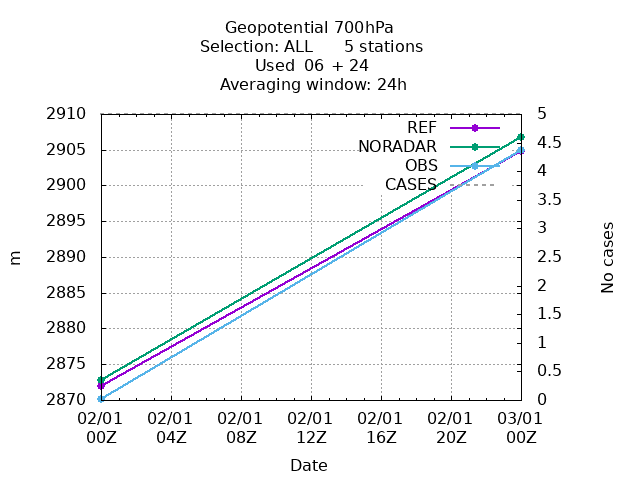 Geopotential 700hPa
Selection: ALL 5 stations
Used 06 + 24
Averaging window: 24h
2910
2905
2900
2895
2890
2885
2880
2875
2870
m
5
4.5
4
3.5
3
2.5
2
1.5
1
0.5
0
No cases
REF
NORADAR
OBS
CASES
02/01 02/01 02/01 02/01 02/01 02/01 03/01
00Z 04Z 08Z 12Z 16Z 20Z 00Z
Date